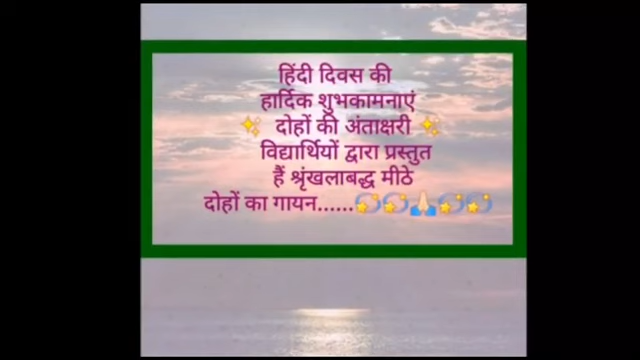 हिंदी दिवस की
हार्दिक शुभकामनाएं
✨ दोहों की अंताक्षरी ✨
विद्यार्थियों द्वारा प्रस्तुत
हैं श्रृंखलाबद्ध मीठे
दोहों का गायन......💫💫🙏🏻💫💫